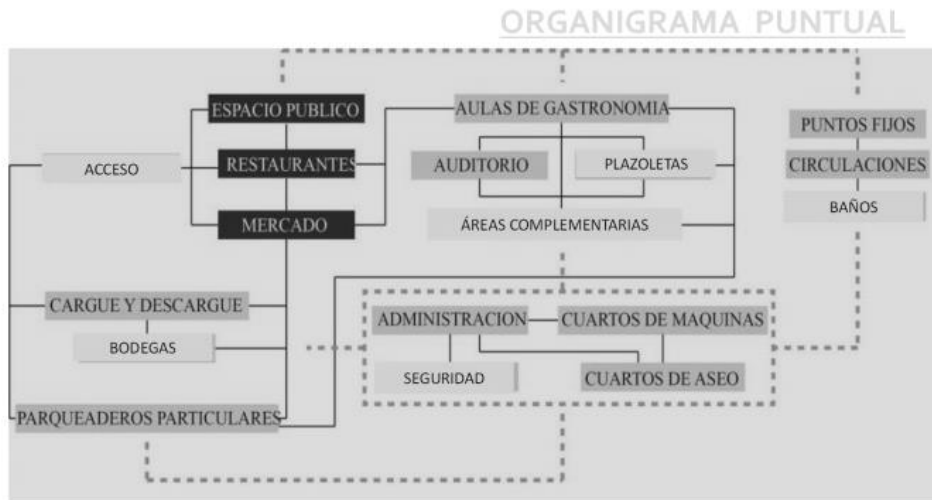 ORGANIGRAMA PUNTUAL
ESPACIO PUBLICO
AULAS DE GASTRONOMIA
PUNTOS FIJOS
ACCESO
RESTAURANTES
AUDITORIO
PLAZOLETAS
CIRCULACIONES
BAÑOS
MERCADO
ÁREAS COMPLEMENTARIAS
CARGUE Y DESCARGUE
ADMINISTRACION
CUARTOS DE MAQUINAS
BODEGAS
SEGURIDAD
CUARTOS DE ASEO
PARQUEADEROS PARTICULARES